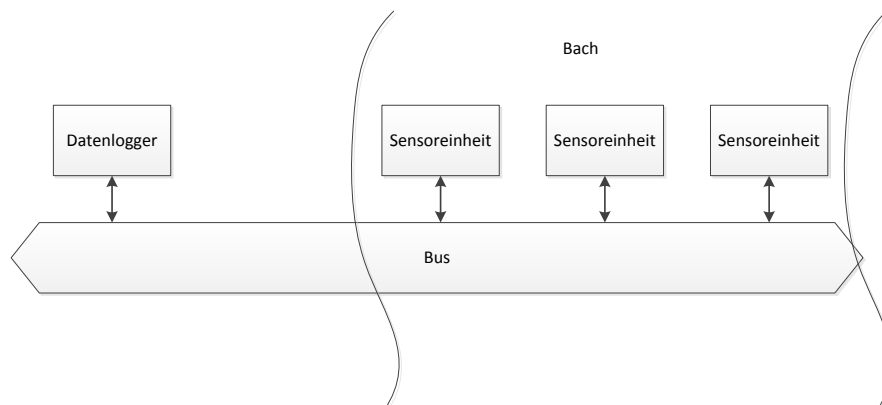 Bach
Datenlogger
Sensoreinheit
Sensoreinheit
Sensoreinheit
Bus